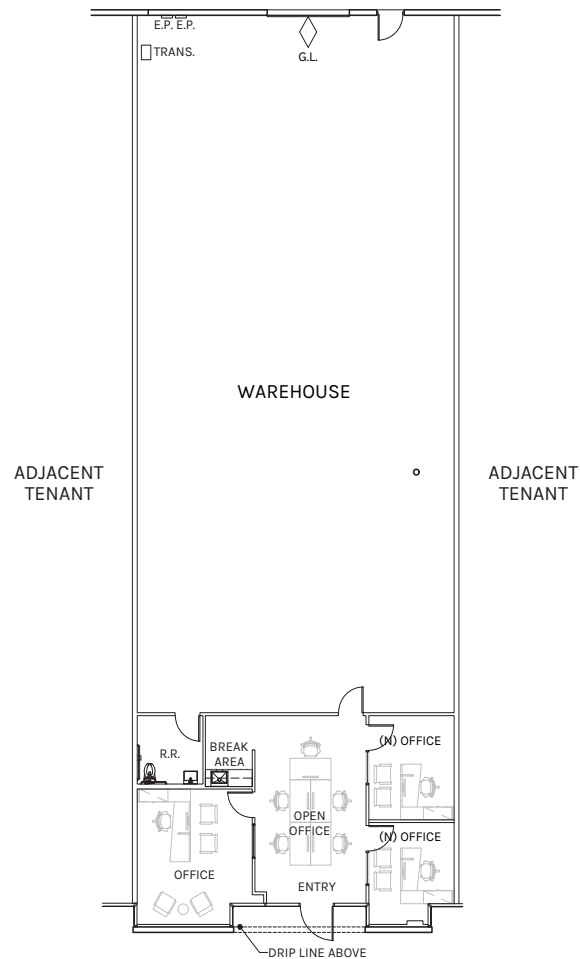 E.P. E.P.
TRANS.
G.L.
WAREHOUSE
ADJACENT
TENANT
ADJACENT
TENANT
R.R.
BREAK
AREA
(N) OFFICE
OPEN
OFFICE
(N) OFFICE
OFFICE
ENTRY
DRIP LINE ABOVE